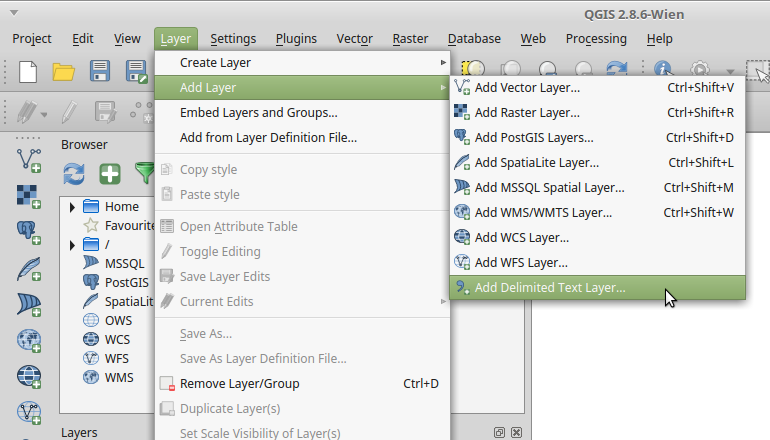 QGIS 2.8.6-Wien
Project Edit View Layer Settings Plugins Vector Raster Database Web Processing Help
Create Layer
Add Layer
Embed Layers and Groups...
Add from Layer Definition File...
Copy style
Paste style
Open Attribute Table
Toggle Editing
Save Layer Edits
Current Edits
Save As...
Save As Layer Definition File...
Remove Layer/Group Ctrl+D
Duplicate Layer(s)
Set Scale Visibility of Layer(s)
Add Vector Layer... Ctrl+Shift+V
Add Raster Layer... Ctrl+Shift+R
Add PostGIS Layers... Ctrl+Shift+D
Add SpatiaLite Layer... Ctrl+Shift+L
Add MSSQL Spatial Layer... Ctrl+Shift+M
Add WMS/WMTS Layer... Ctrl+Shift+W
Add WCS Layer...
Add WFS Layer...
Add Delimited Text Layer...
Browser
Home
Favourite
/
MSSQL
PostGIS
SpatiaLit
OWS
WCS
WFS
WMS
Layers